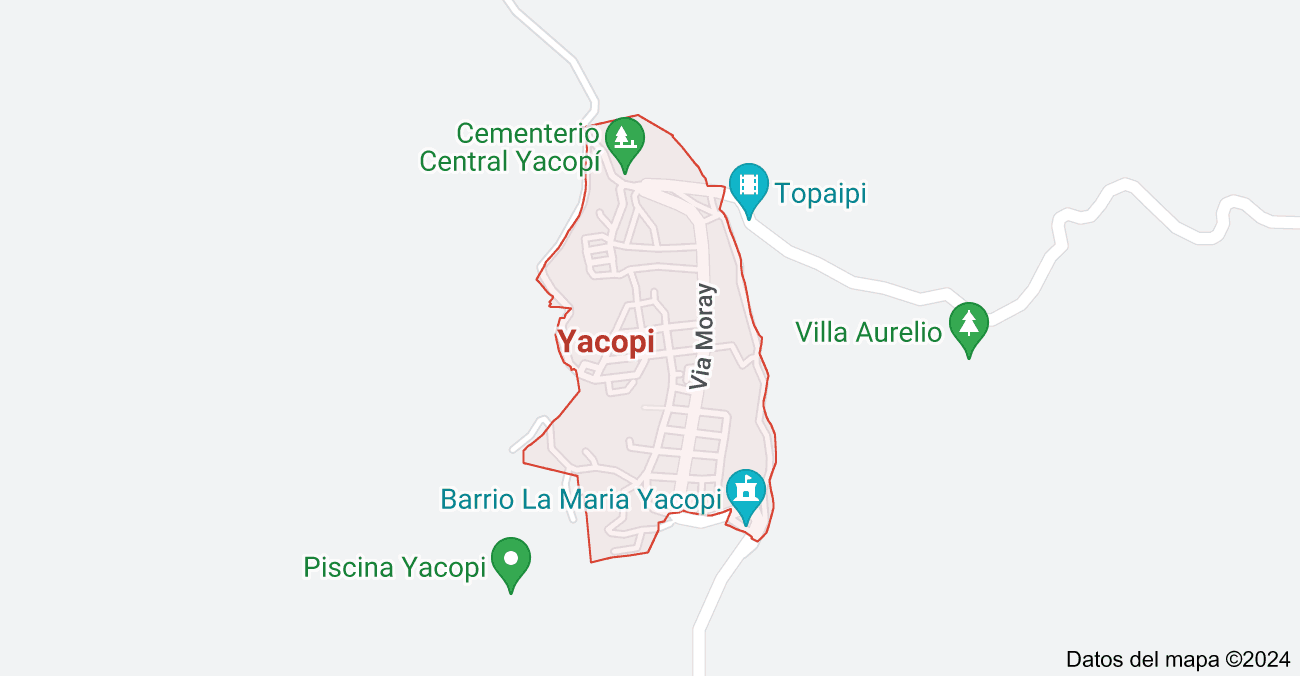 Cementerio
Central Yacopí
Topaipi
Via Moray
Villa Aurelio
Yacopi
Barrio La Maria Yacopi
Piscina Yacopi
Datos del mapa ©2024